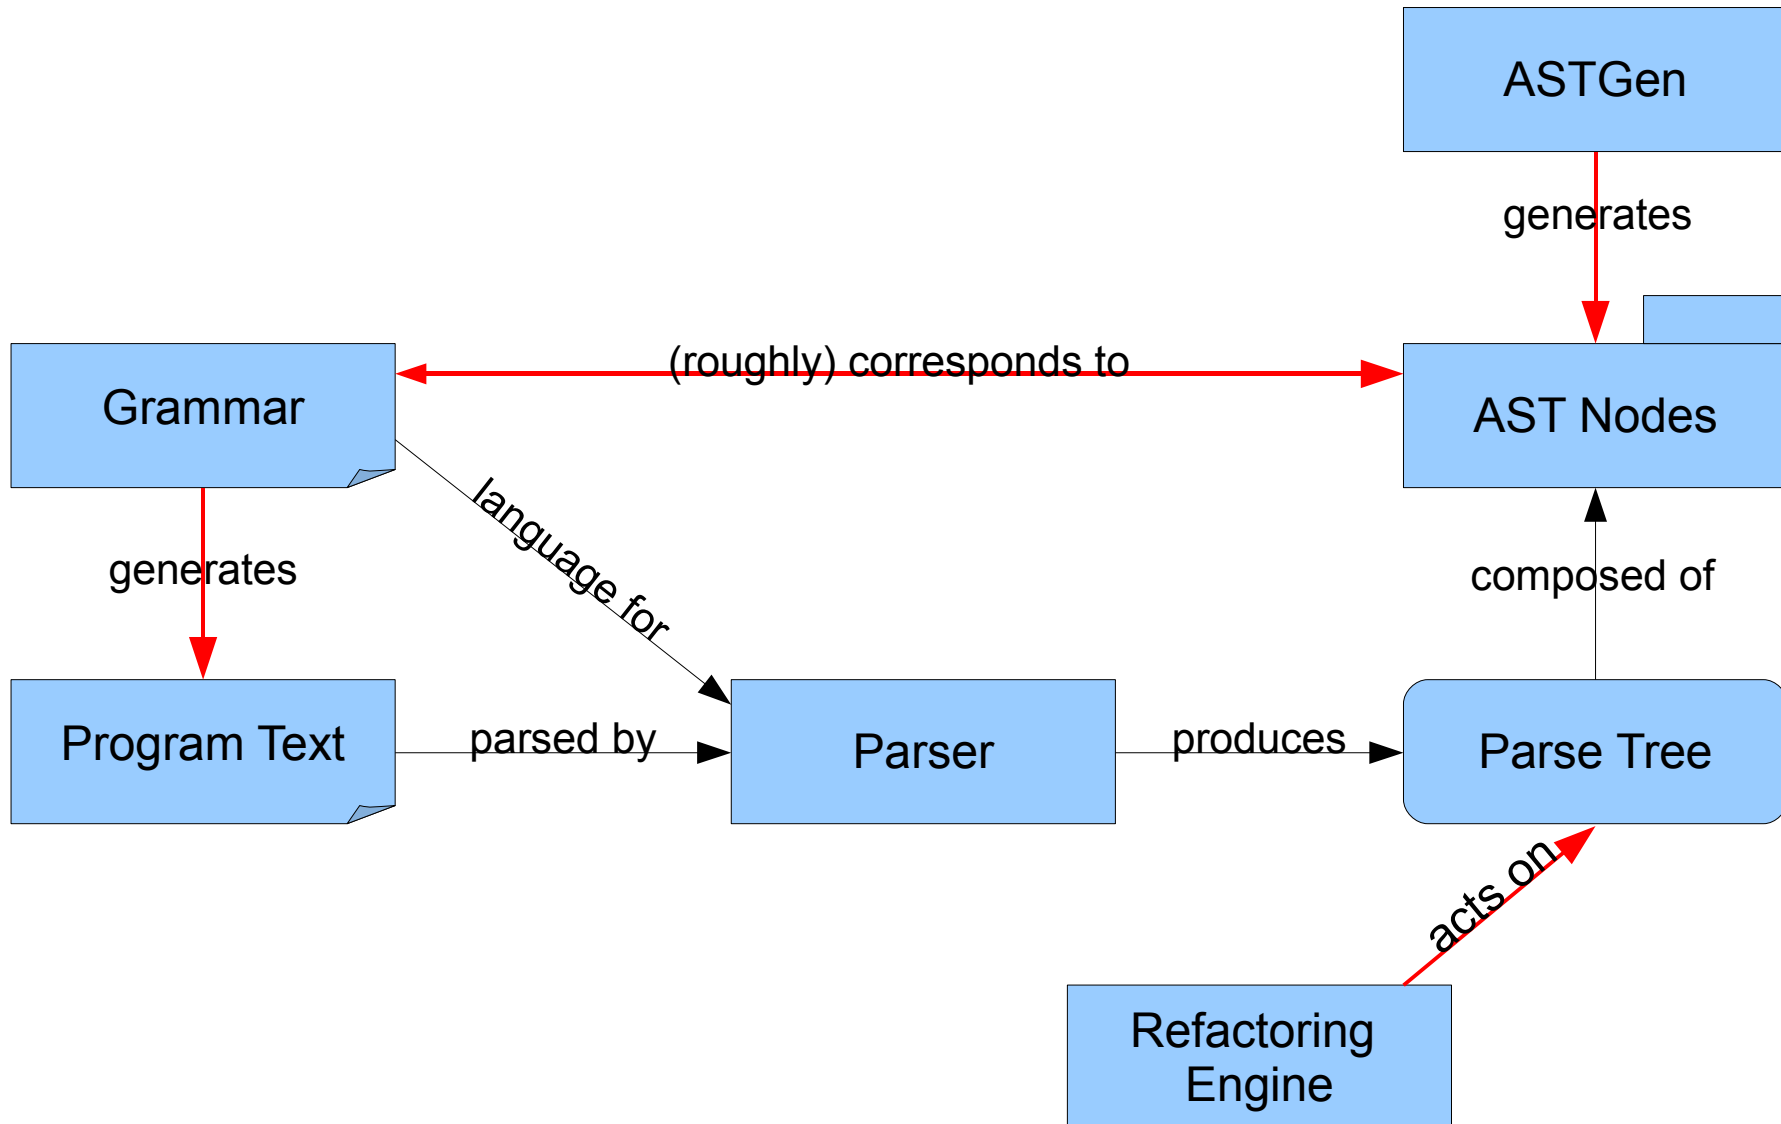 ASTGen
generates
(roughly) corresponds to
Grammar
AST Nodes
language for
generates
composed of
Program Text
parsed by
Parser
produces
Parse Tree
acts on
Refactoring
Engine